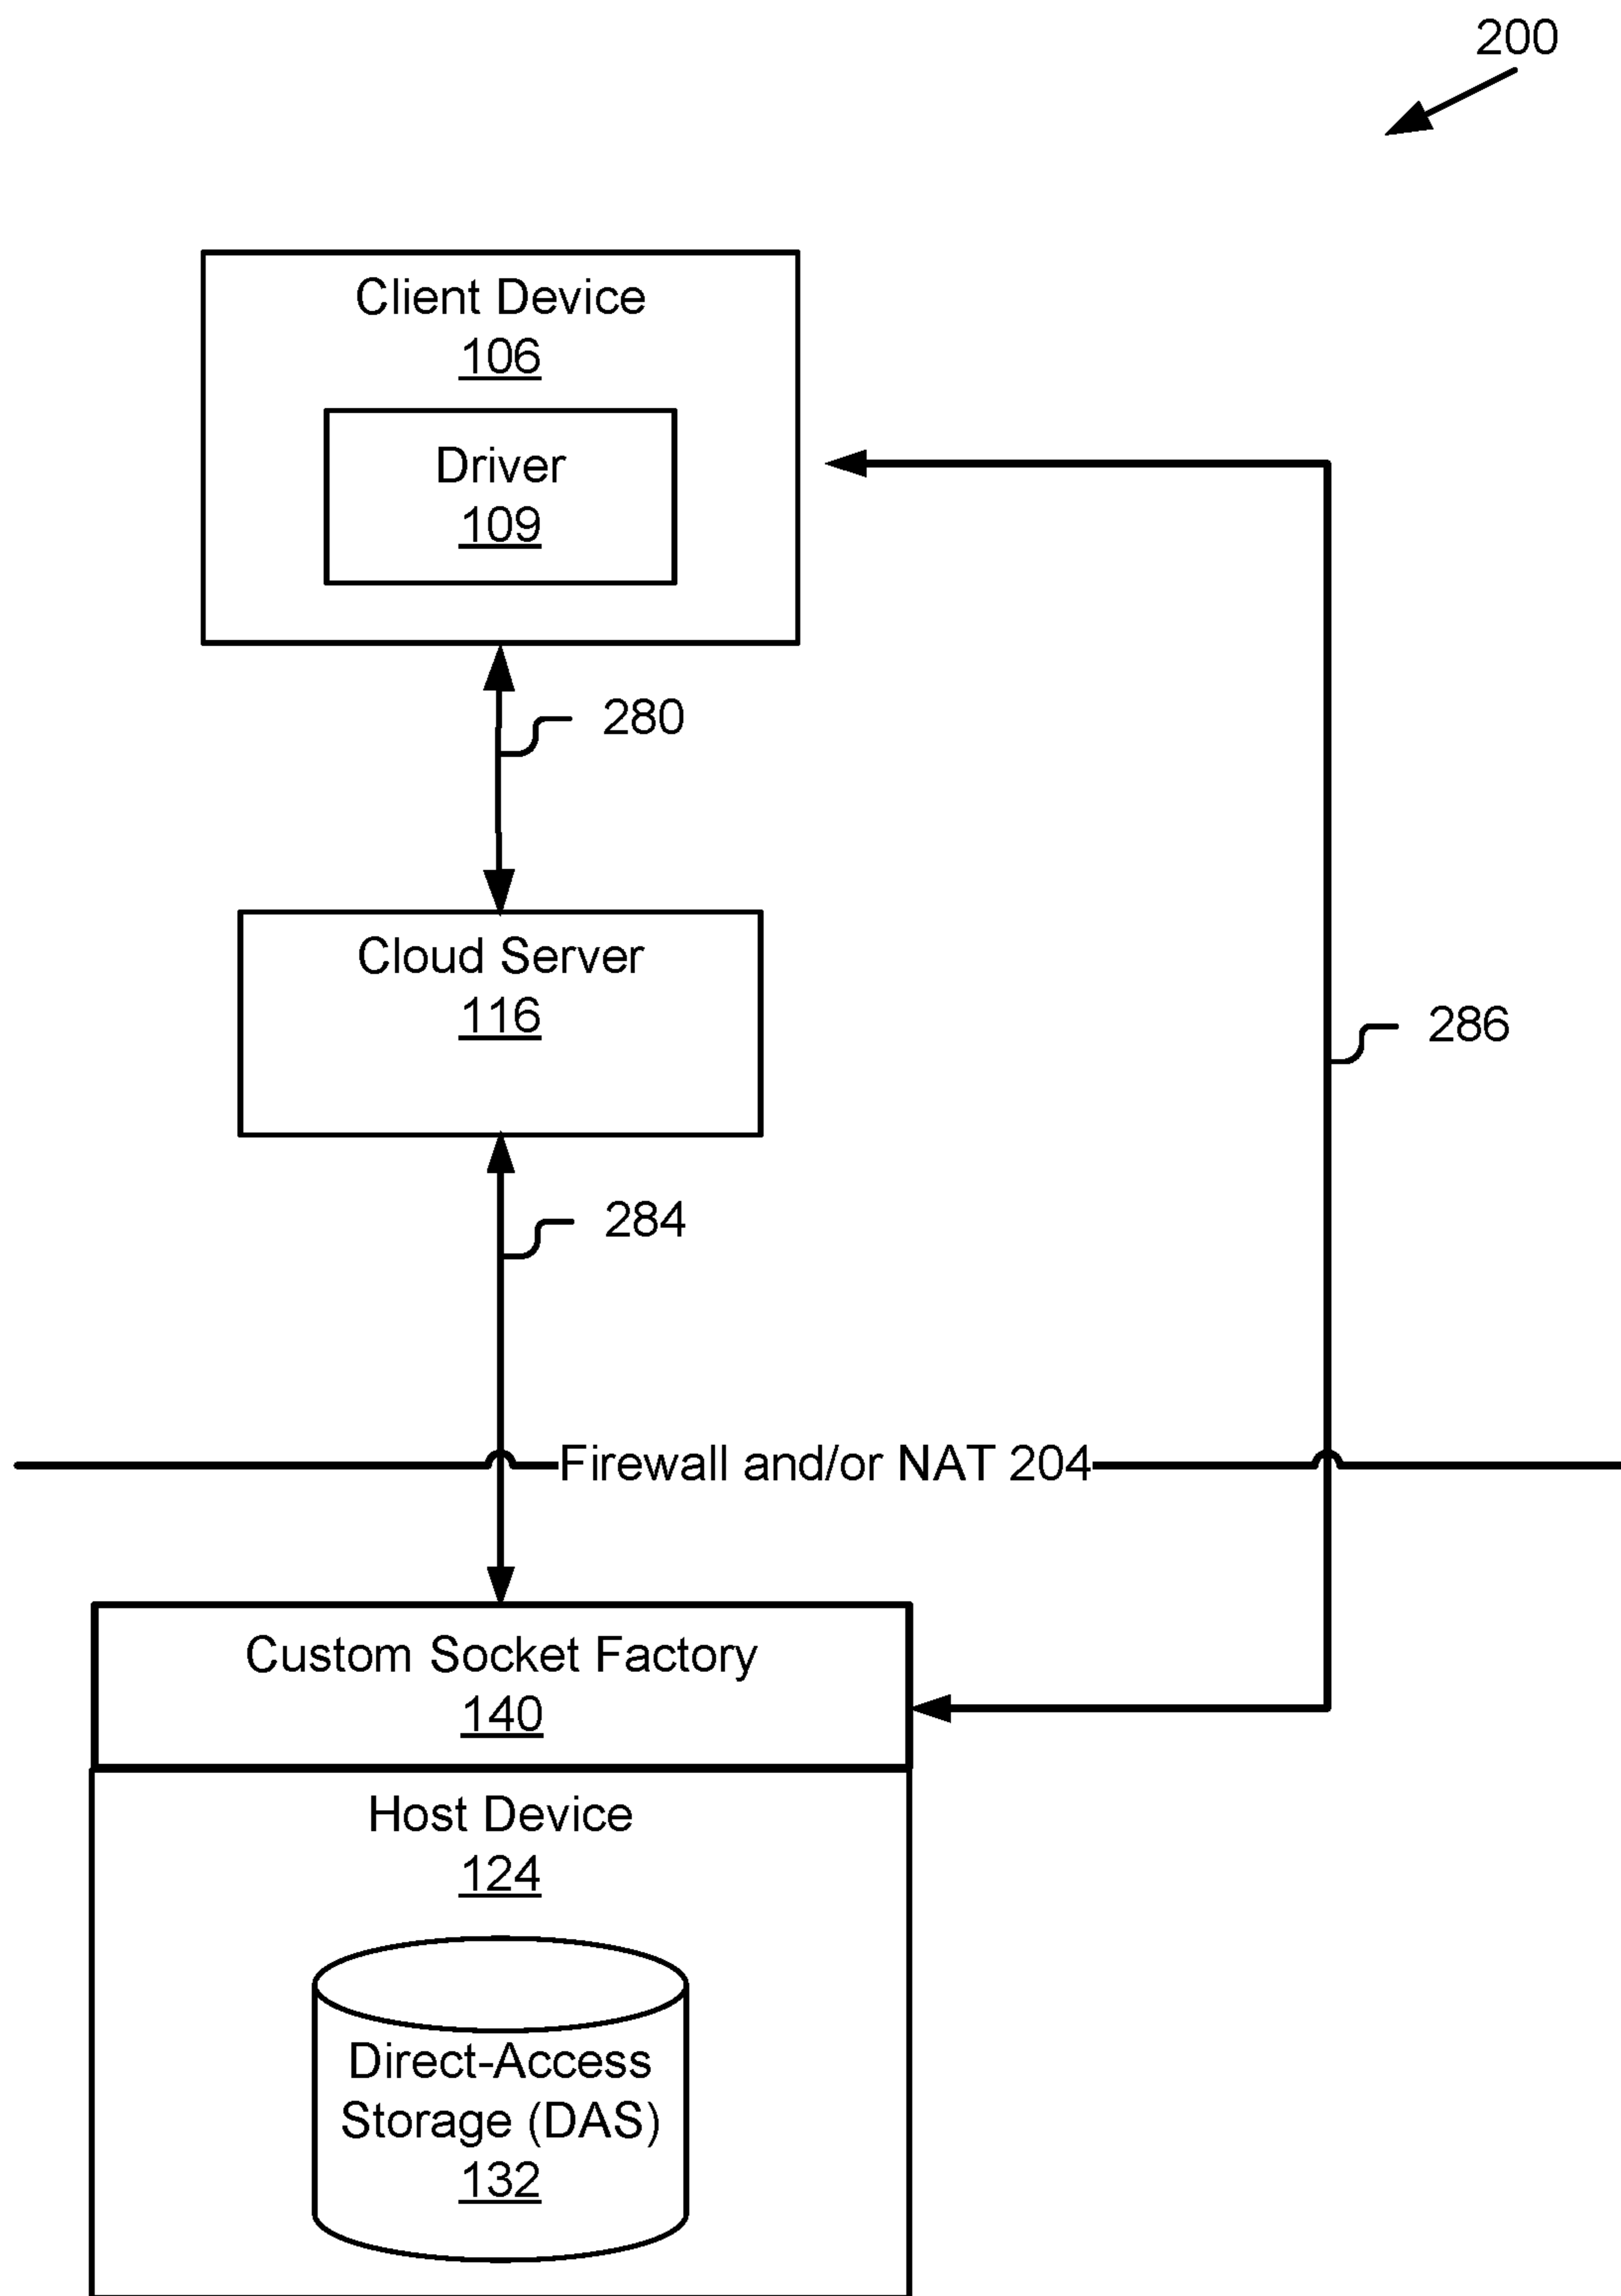 200
Client Device
106
Driver
109
280
Cloud Server
116
286
284
Firewall and/or NAT 204
Custom Socket Factory
140
Host Device
124
Direct-Access
Storage (DAS)
132